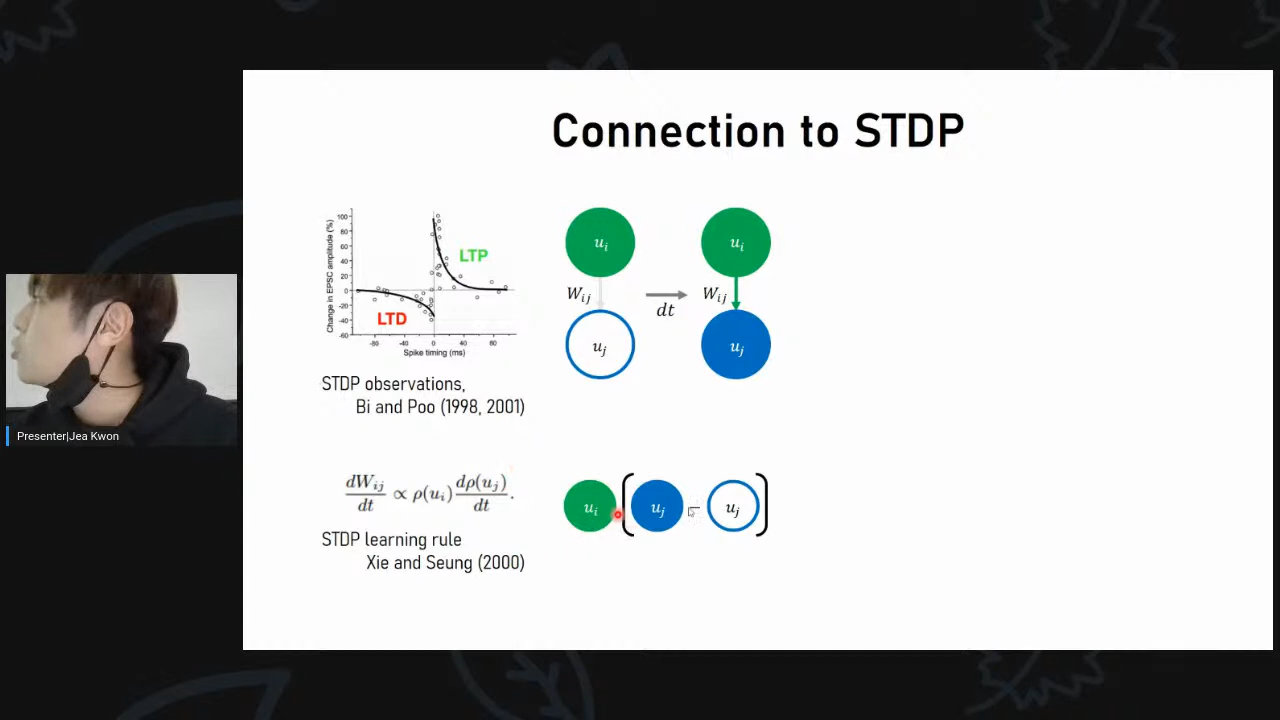 Connection to STDP
Change in EPSC amplitude (%)
100
80
60
40
20
0
-20
-40
-60
LTP
LTD
-80 -40 0 40 80
Spike timing (ms)
STDP observations,
Bi and Poo (1998, 2001)
u_i
W_ij
u_j
dt
u_i
W_ij
u_j
dW_ij/dt ∝ ρ(u_i) dρ(u_j)/dt.
STDP learning rule
Xie and Seung (2000)
u_i ( u_j − u_j )
Presenter|Jea Kwon